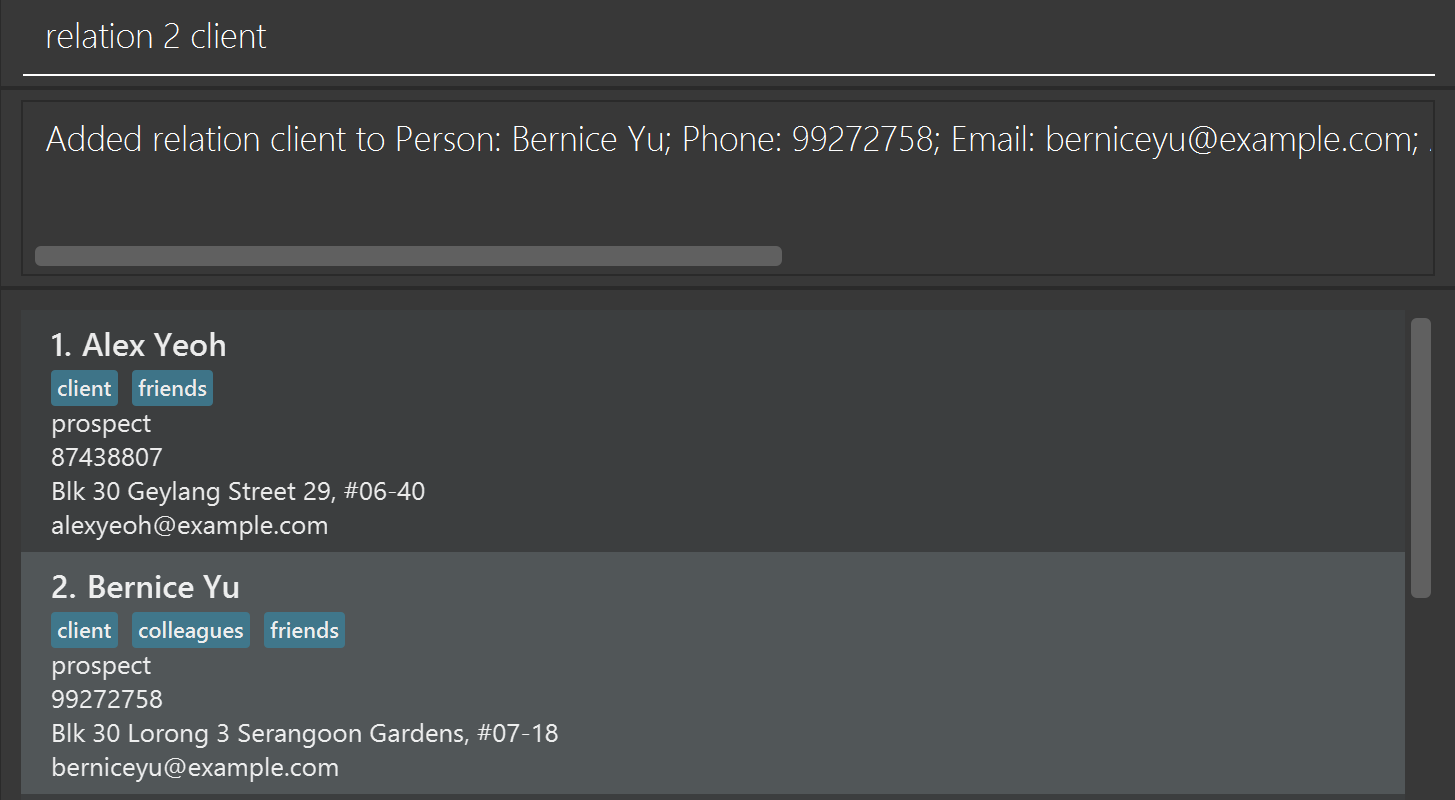 relation 2 client
Added relation client to Person: Bernice Yu; Phone: 99272758; Email: berniceyu@example.com;
1. Alex Yeoh
client friends
prospect
87438807
Blk 30 Geylang Street 29, #06-40
alexyeoh@example.com
2. Bernice Yu
client colleagues friends
prospect
99272758
Blk 30 Lorong 3 Serangoon Gardens, #07-18
berniceyu@example.com